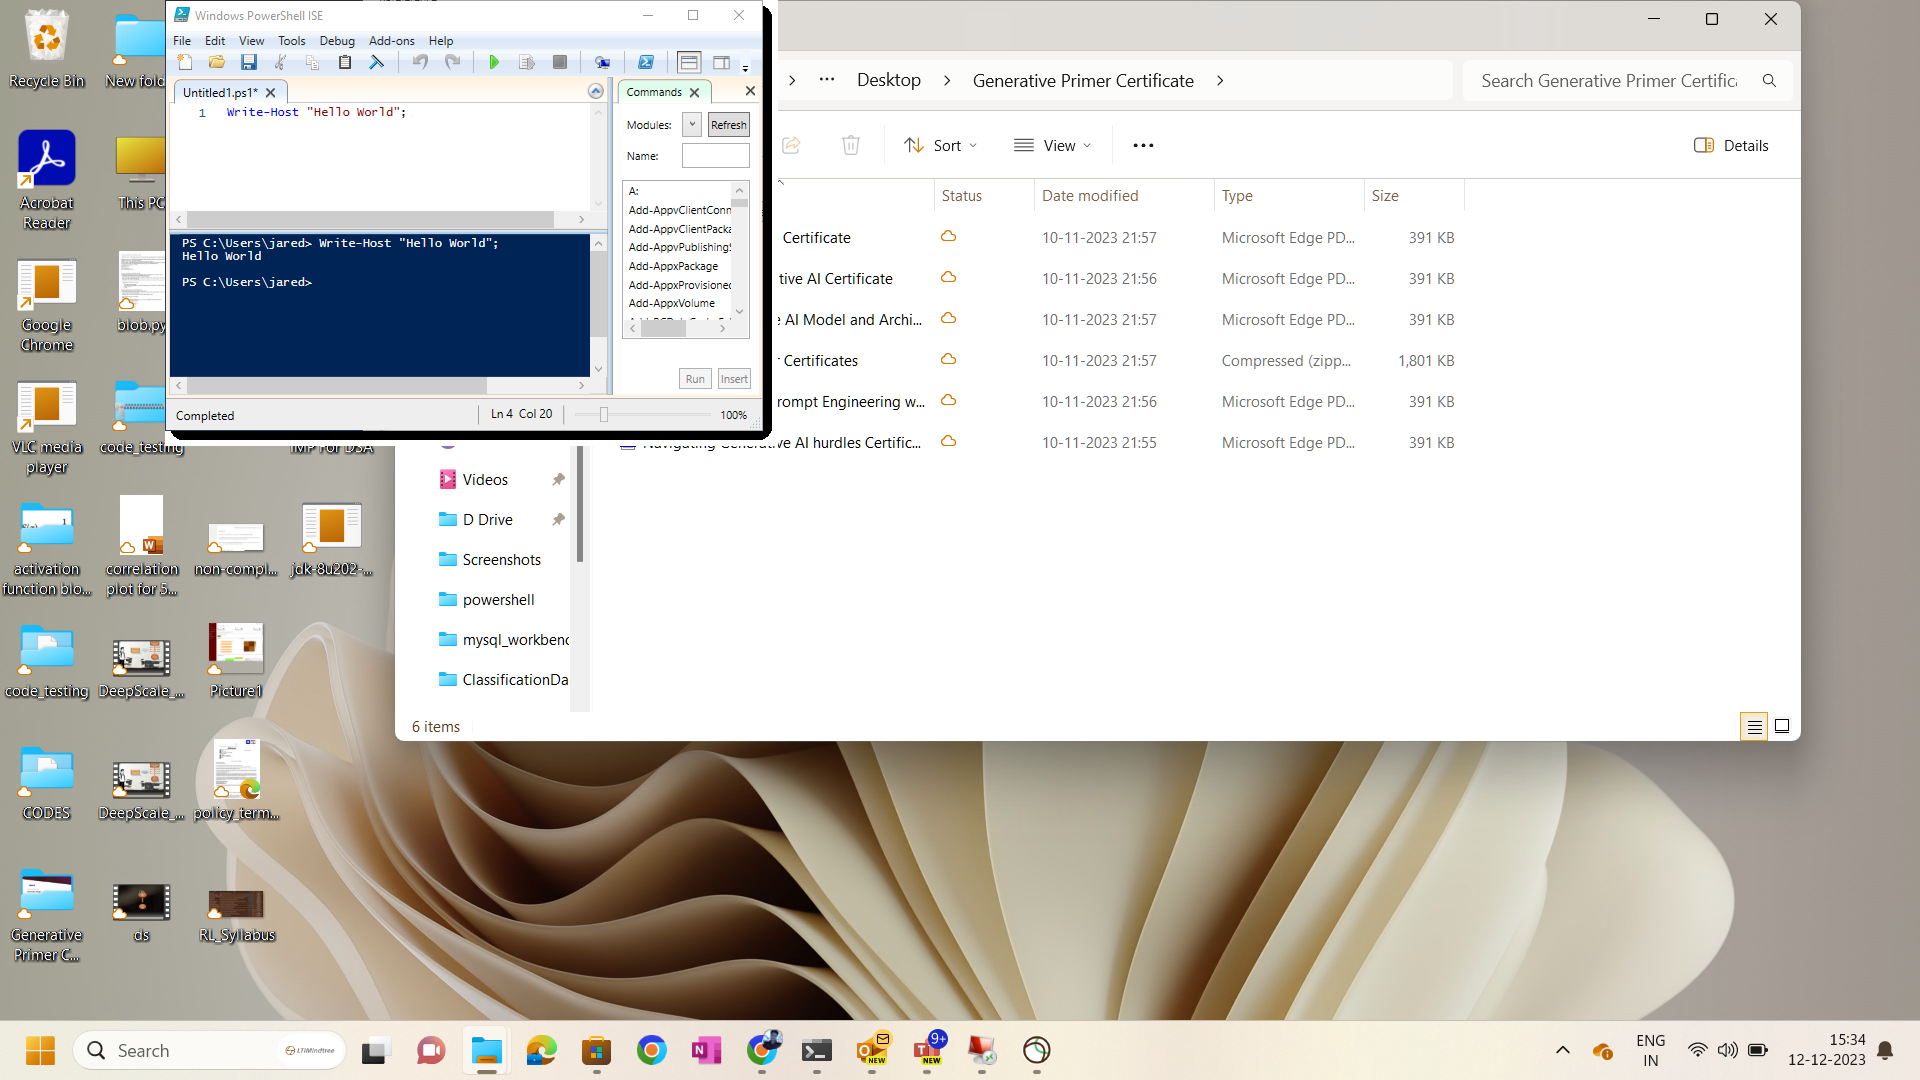 Windows PowerShell ISE
File Edit View Tools Debug Add-ons Help
Untitled1.ps1*
1 Write-Host "Hello World";
PS C:\Users\jared> Write-Host "Hello World";
Hello World
PS C:\Users\jared>
Completed
Ln 4 Col 20
100%
Commands
Modules:
Refresh
Name:
A:
Add-AppvClientConn
Add-AppvClientPacka
Add-AppvPublishing
Add-AppxPackage
Add-AppxProvisioned
Add-AppxVolume
Run Insert
Desktop > Generative Primer Certificate >
Search Generative Primer Certific
Sort View ••• Details
Status Date modified Type Size
Certificate 10-11-2023 21:57 Microsoft Edge PD... 391 KB
tive AI Certificate 10-11-2023 21:56 Microsoft Edge PD... 391 KB
e AI Model and Archi... 10-11-2023 21:57 Microsoft Edge PD... 391 KB
r Certificates 10-11-2023 21:57 Compressed (zipp... 1,801 KB
rompt Engineering w... 10-11-2023 21:56 Microsoft Edge PD... 391 KB
Navigating Generative AI hurdles Certific... 10-11-2023 21:55 Microsoft Edge PD... 391 KB
Videos
D Drive
Screenshots
powershell
mysql_workbenc
ClassificationDa
6 items
Recycle Bin
New fold
Acrobat
Reader
This PC
Google
Chrome
blob.py
VLC media
player
code_testing
IMP For DSA
activation
function blo...
correlation
plot for 5...
non-compl...
jdk-8u202-...
code_testing
DeepScale_...
Picture1
CODES
DeepScale_...
policy_term...
Generative
Primer C...
ds
RL_Syllabus
Search
LTIMindtree
NEW
9+
NEW
ENG
IN
15:34
12-12-2023